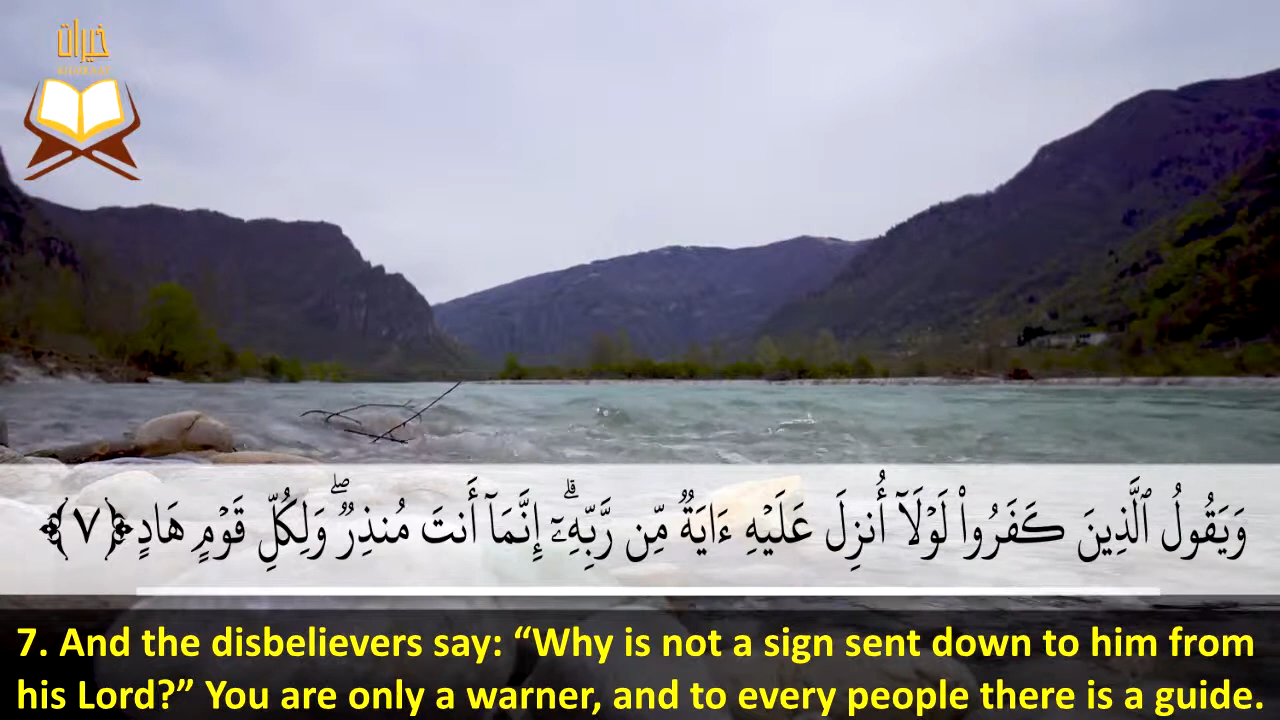 خيرات
وَيَقُولُ ٱلَّذِينَ كَفَرُوا۟ لَوْلَآ أُنزِلَ عَلَيْهِ ءَايَةٌ مِّن رَّبِّهِۦٓ ۗ إِنَّمَآ أَنتَ مُنذِرٌ ۖ وَلِكُلِّ قَوْمٍ هَادٍ ﴿٧﴾
7. And the disbelievers say: “Why is not a sign sent down to him from
his Lord?” You are only a warner, and to every people there is a guide.